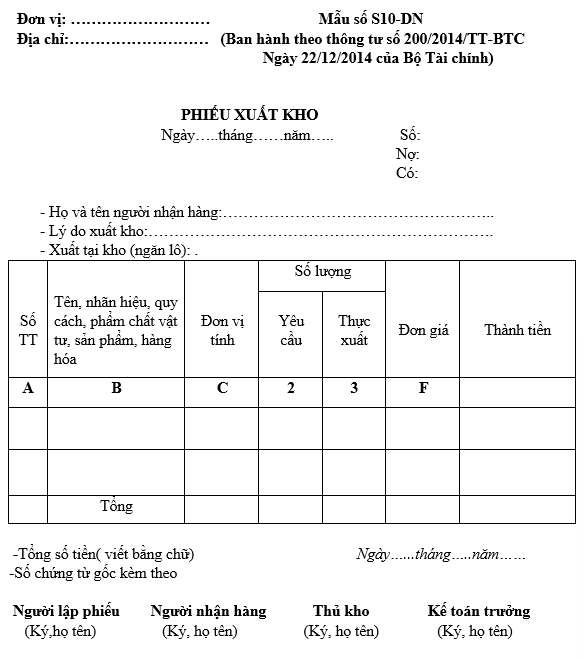 Đơn vị: ………………………
Mẫu số S10-DN
Địa chỉ:………………………
(Ban hành theo thông tư số 200/2014/TT-BTC
Ngày 22/12/2014 của Bộ Tài chính)
PHIẾU XUẤT KHO
Ngày…..tháng……năm…..
Số:
Nợ:
Có:
- Họ và tên người nhận hàng:……………………………………………..
- Lý do xuất kho:………………………………………………………….
- Xuất tại kho (ngăn lô): .
Số
TT
Tên, nhãn hiệu, quy
cách, phẩm chất vật
tư, sản phẩm, hàng
hóa
Đơn vị
tính
Số lượng
Yêu
cầu
Thực
xuất
Đơn giá
Thành tiền
A B C 2 3 F
Tổng
-Tổng số tiền( viết bằng chữ)
Ngày......tháng…..năm……
-Số chứng từ gốc kèm theo
Người lập phiếu Người nhận hàng Thủ kho Kế toán trưởng
(Ký,họ tên) (Ký, họ tên) (Ký, họ tên) (Ký, họ tên)